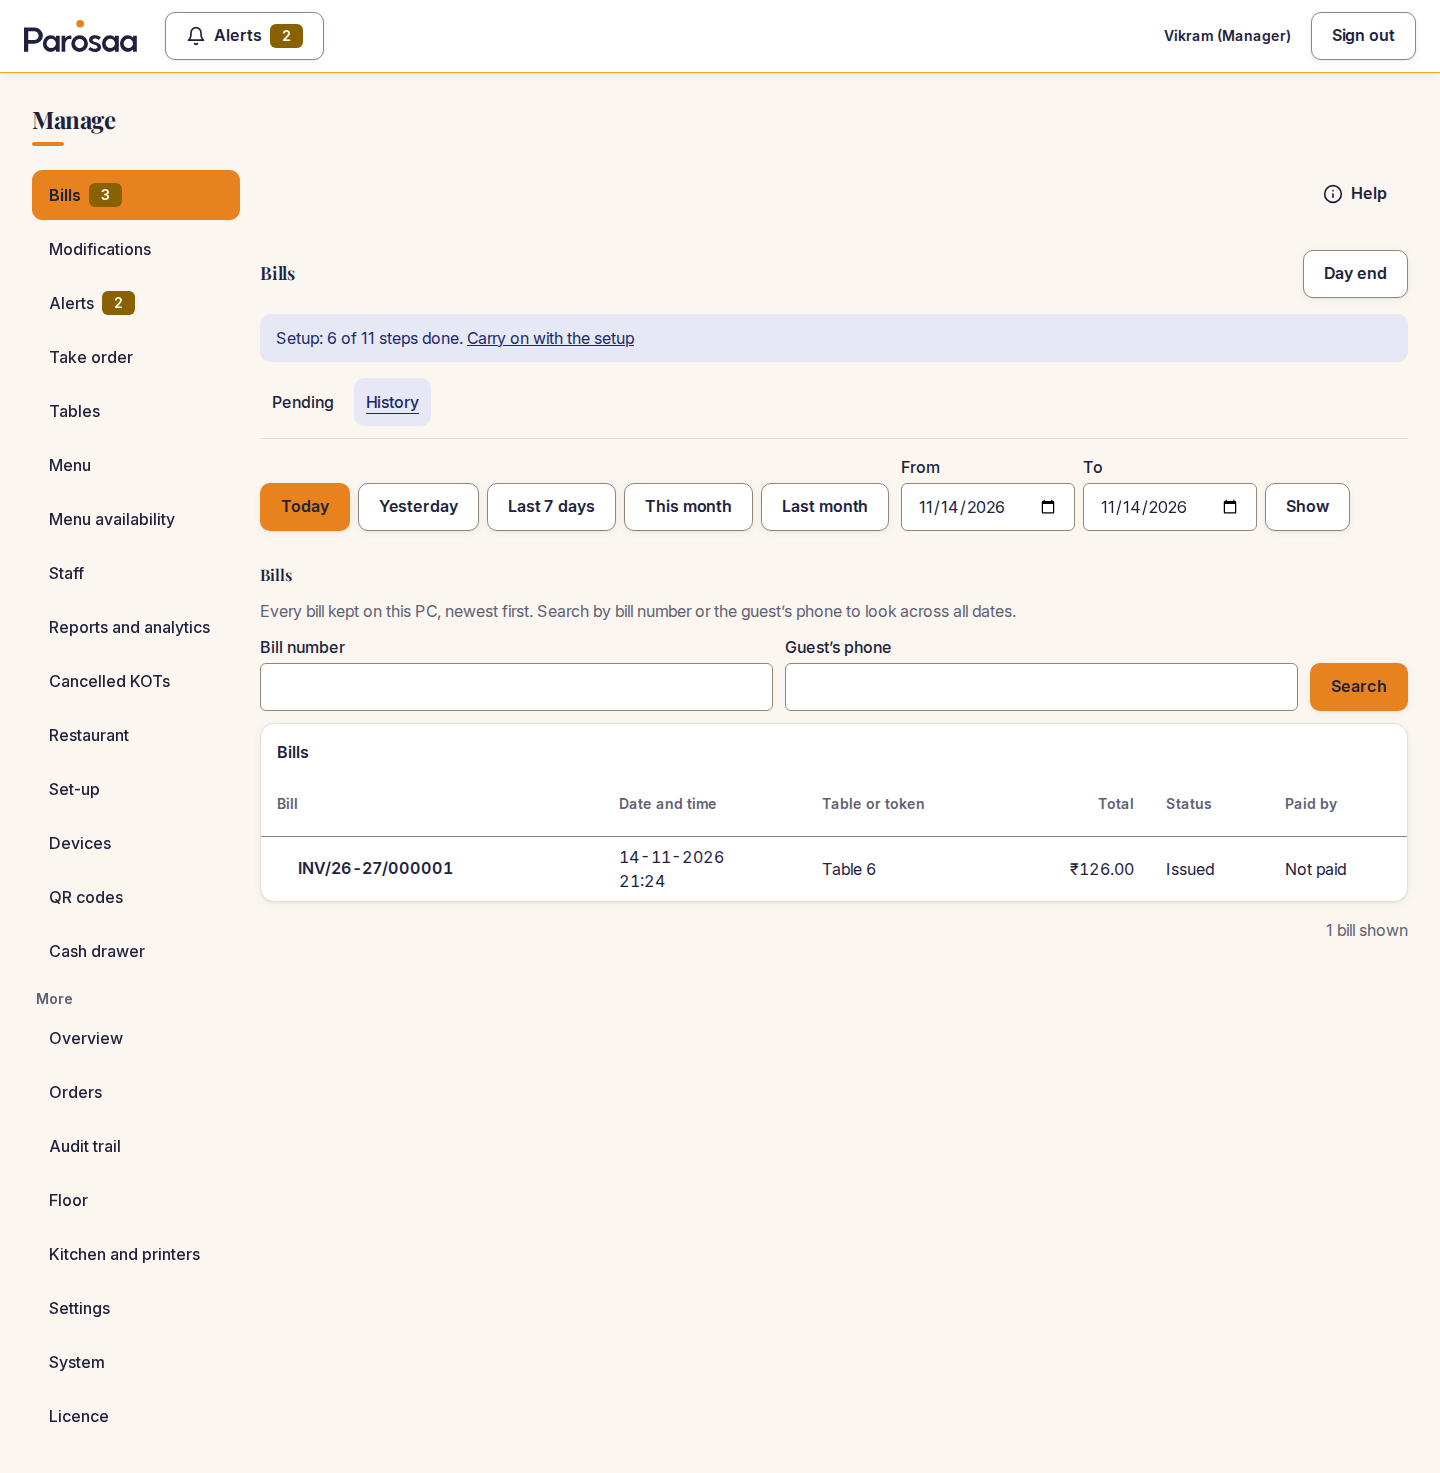 Parosaa
Alerts 2
Vikram (Manager)
Sign out
Manage
Bills 3
Modifications
Alerts 2
Take order
Tables
Menu
Menu availability
Staff
Reports and analytics
Cancelled KOTs
Restaurant
Set-up
Devices
QR codes
Cash drawer
More
Overview
Orders
Audit trail
Floor
Kitchen and printers
Settings
System
Licence
Help
Bills
Day end
Setup: 6 of 11 steps done. Carry on with the setup
Pending History
From To
Today Yesterday Last 7 days This month Last month 11/14/2026 11/14/2026 Show
Bills
Every bill kept on this PC, newest first. Search by bill number or the guest’s phone to look across all dates.
Bill number Guest’s phone
Search
Bills
Bill Date and time Table or token Total Status Paid by
INV/26-27/000001 14-11-2026 21:24 Table 6 ₹126.00 Issued Not paid
1 bill shown